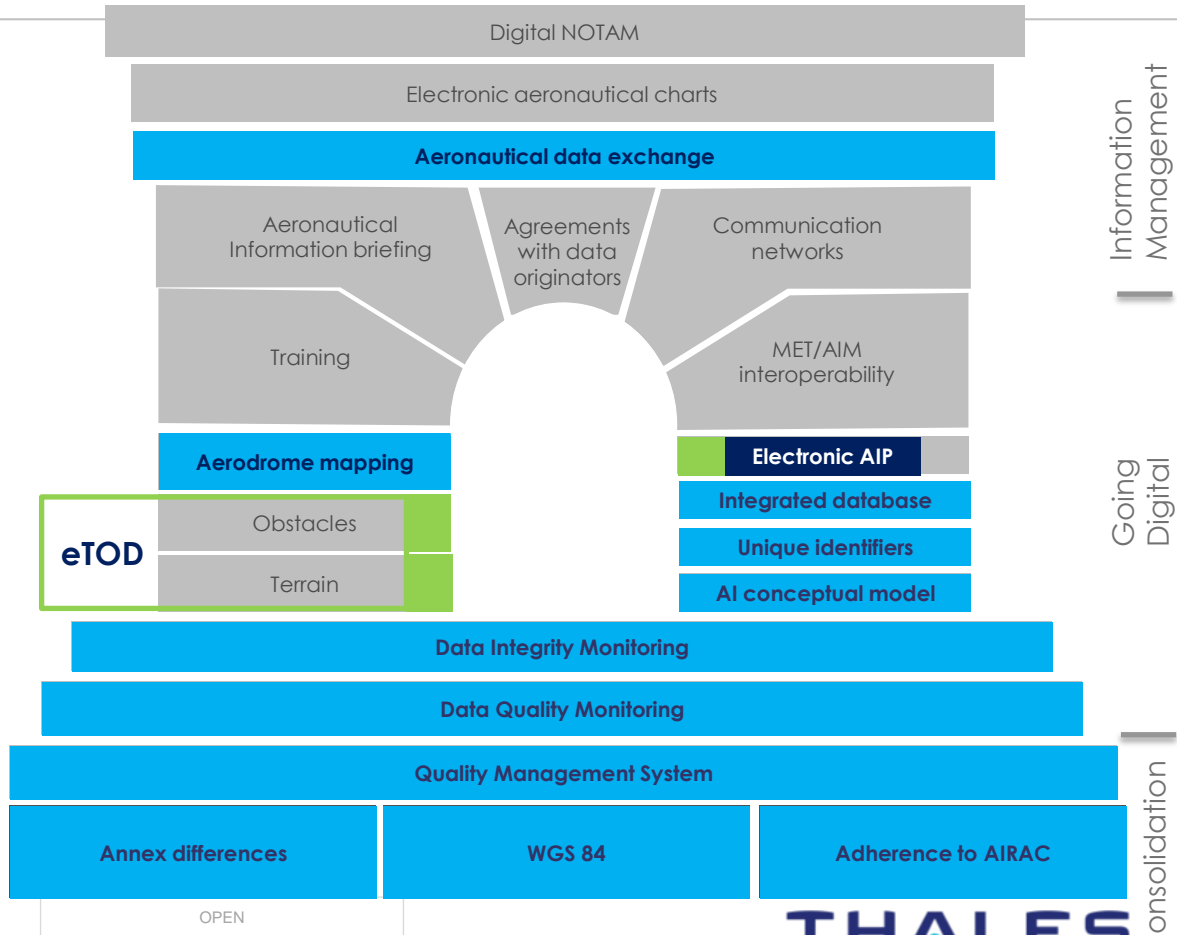 Digital NOTAM
Electronic aeronautical charts
Aeronautical data exchange
Information
Management
Aeronautical
Information briefing
Agreements
with data
originators
Communication
networks
Training
MET/AIM
interoperability
Aerodrome mapping
Electronic AIP
Going
Digital
Obstacles
Integrated database
eTOD
Unique identifiers
Terrain
AI conceptual model
Data Integrity Monitoring
Data Quality Monitoring
Quality Management System
onsolidation
Annex differences
WGS 84
Adherence to AIRAC
OPEN
THALES